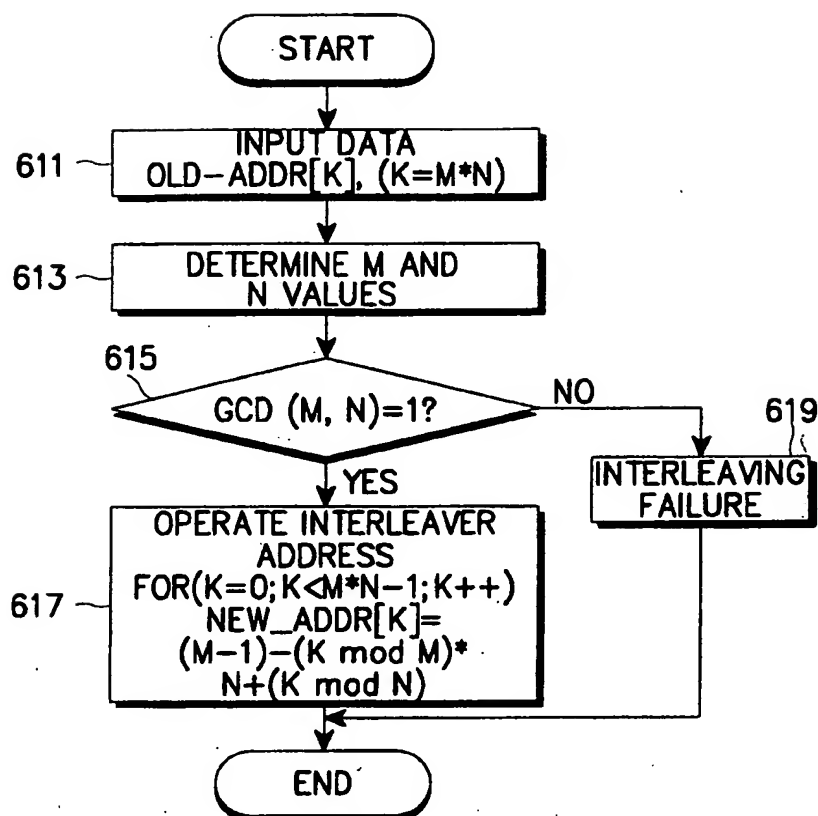 START
611
INPUT DATA
OLD-ADDR[K], (K=M*N)
613
DETERMINE M AND
N VALUES
615
GCD (M, N)=1?
NO
619
INTERLEAVING
FAILURE
YES
617
OPERATE INTERLEAVER
ADDRESS
FOR(K=0;K<M*N-1;K++)
NEW_ADDR[K]=
(M-1)-(K mod M)*
N+(K mod N)
END